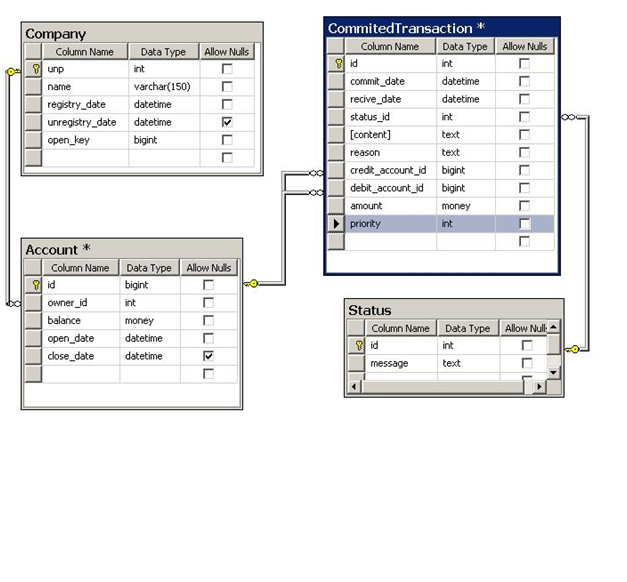 Company
Column Name Data Type Allow Nulls
unp int
name varchar(150)
registry_date datetime
unregistry_date datetime
open_key bigint
CommitedTransaction *
Column Name Data Type Allow Nulls
id int
commit_date datetime
recive_date datetime
status_id int
[content] text
reason text
credit_account_id bigint
debit_account_id bigint
amount money
priority int
Account *
Column Name Data Type Allow Nulls
id bigint
owner_id int
balance money
open_date datetime
close_date datetime
Status
Column Name Data Type Allow Null
id int
message text